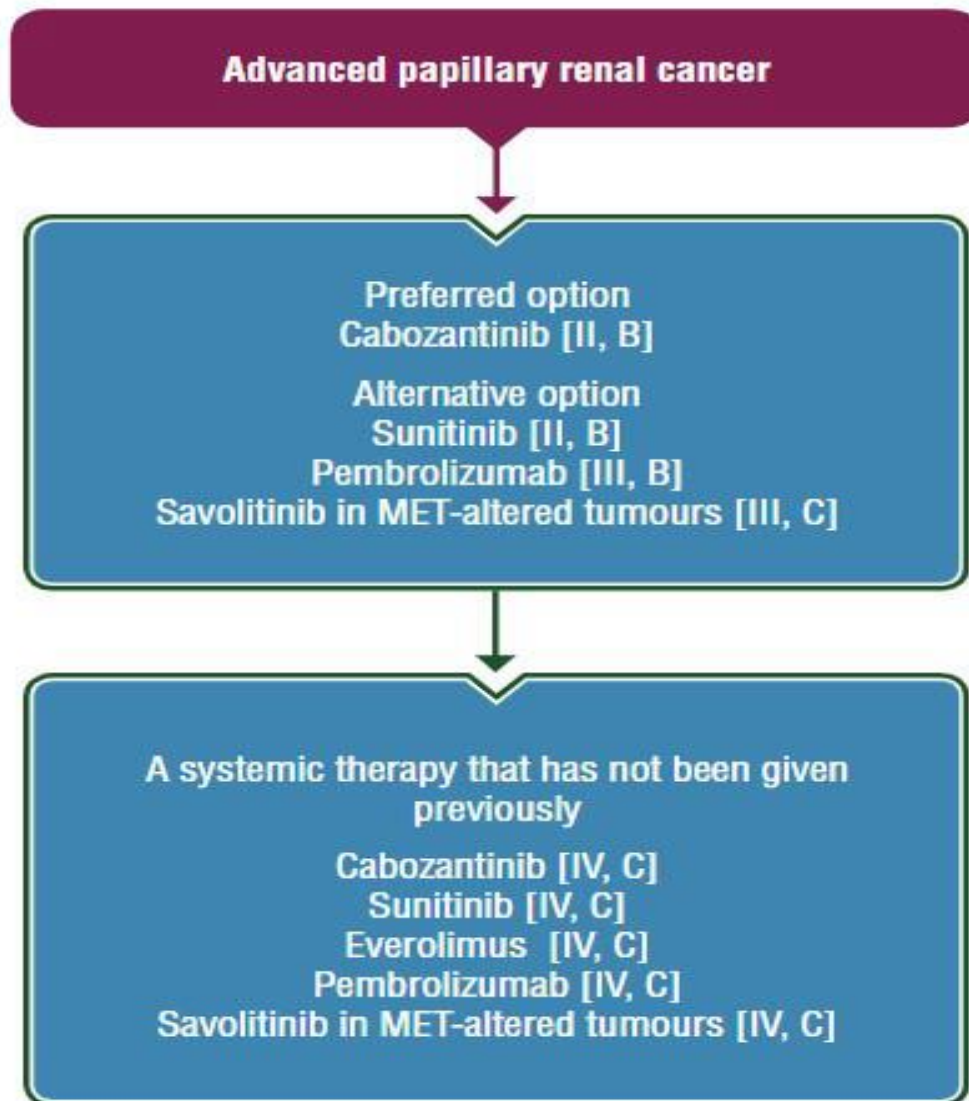 Advanced papillary renal cancer
Preferred option
Cabozantinib [II, B]
Alternative option
Sunitinib [II, B]
Pembrolizumab [III, B]
Savolitinib in MET-altered tumours [III, C]
A systemic therapy that has not been given
previously
Cabozantinib [IV, C]
Sunitinib [IV, C]
Everolimus [IV, C]
Pembrolizumab [IV, C]
Savolitinib in MET-altered tumours [IV, C]